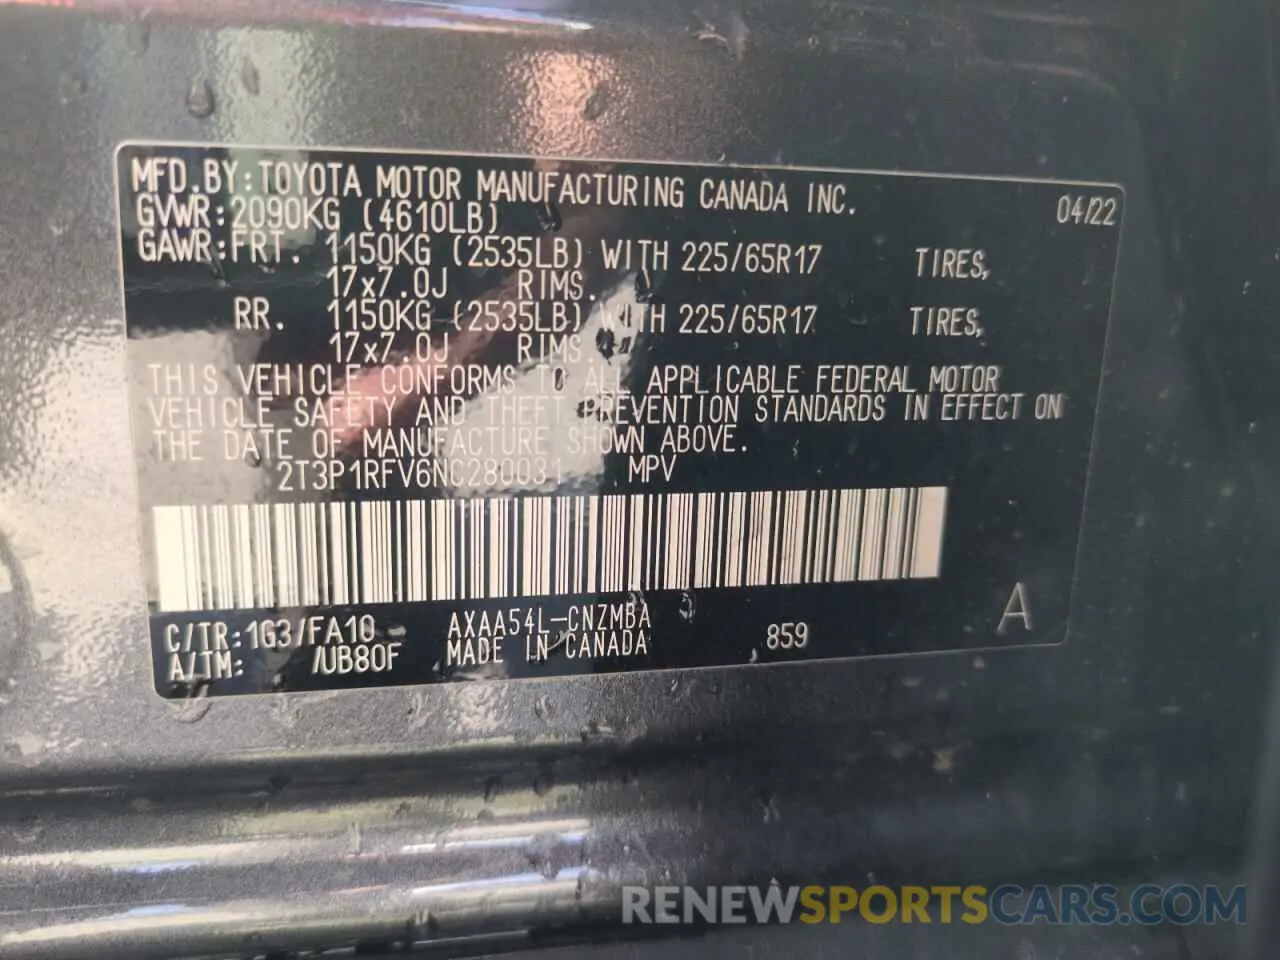 MFD.BY:TOYOTA MOTOR MANUFACTURING CANADA INC. 04/22
GVWR:2090KG (4610LB)
GAWR:FRT. 1150KG (2535LB) WITH 225/65R17 TIRES,
17x7.0J RIMS.
RR. 1150KG (2535LB) WITH 225/65R17 TIRES,
17x7.0J RIMS.
THIS VEHICLE CONFORMS TO ALL APPLICABLE FEDERAL MOTOR
VEHICLE SAFETY AND THEFT PREVENTION STANDARDS IN EFFECT ON
THE DATE OF MANUFACTURE SHOWN ABOVE.
2T3P1RFV6NC280031 MPV
C/TR:1G3/FA10 AXAA54L-CNZMBA 859 A
A/TM: /UB80F MADE IN CANADA
RENEWSPORTSCARS.COM